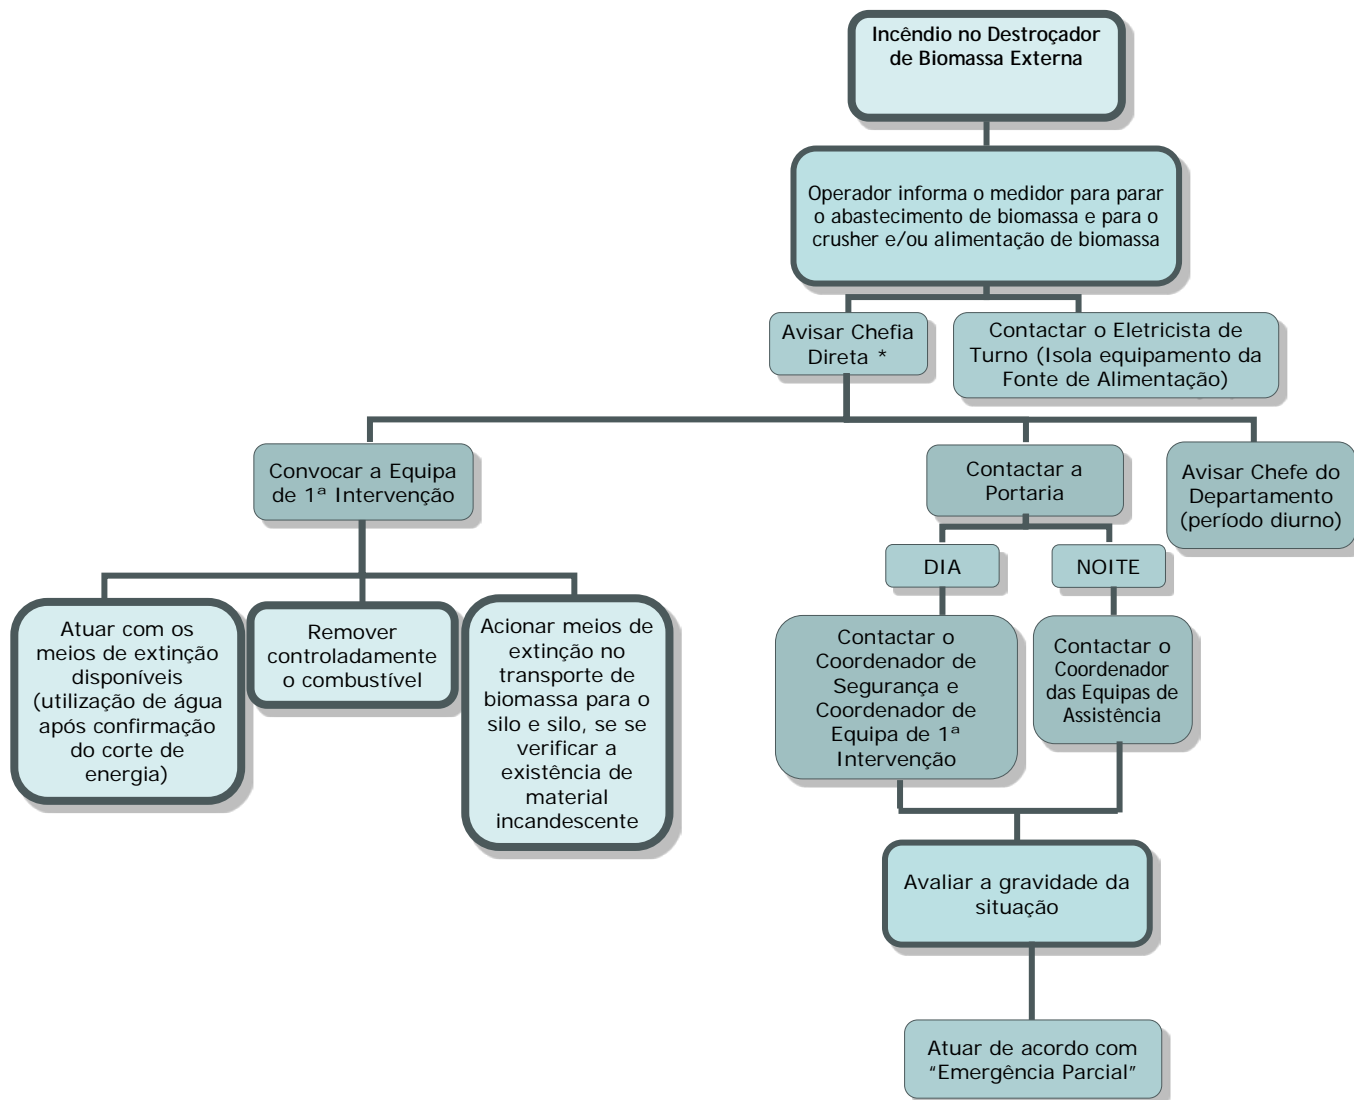 Incêndio no Destroçador
de Biomassa Externa
Operador informa o medidor para parar
o abastecimento de biomassa e para o
crusher e/ou alimentação de biomassa
Avisar Chefia
Direta *
Contactar o Eletricista de
Turno (Isola equipamento da
Fonte de Alimentação)
Convocar a Equipa
de 1ª Intervenção
Contactar a
Portaria
Avisar Chefe do
Departamento
(período diurno)
DIA
NOITE
Atuar com os
meios de extinção
disponíveis
(utilização de água
após confirmação
do corte de
energia)
Remover
controladamente
o combustível
Acionar meios de
extinção no
transporte de
biomassa para o
silo e silo, se se
verificar a
existência de
material
incandescente
Contactar o
Coordenador de
Segurança e
Coordenador de
Equipa de 1ª
Intervenção
Contactar o
Coordenador
das Equipas de
Assistência
Avaliar a gravidade da
situação
Atuar de acordo com
“Emergência Parcial”